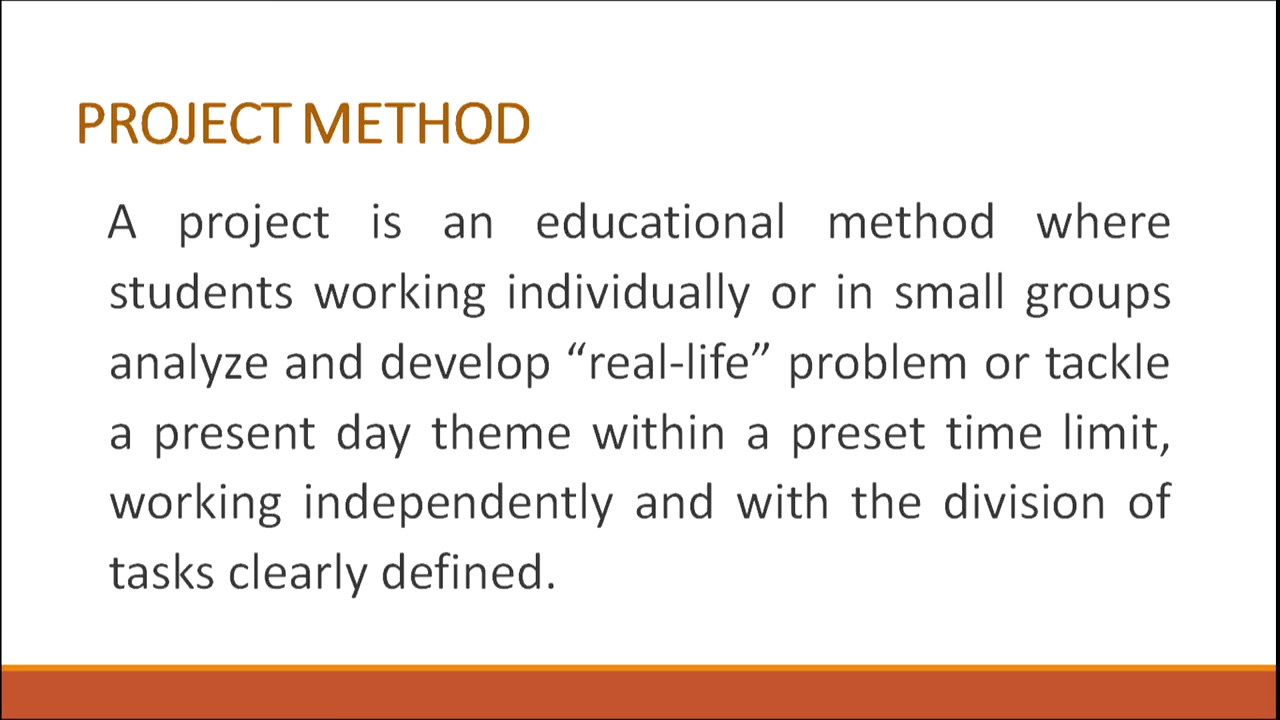 PROJECT METHOD
A project is an educational method where
students working individually or in small groups
analyze and develop “real-life” problem or tackle
a present day theme within a preset time limit,
working independently and with the division of
tasks clearly defined.